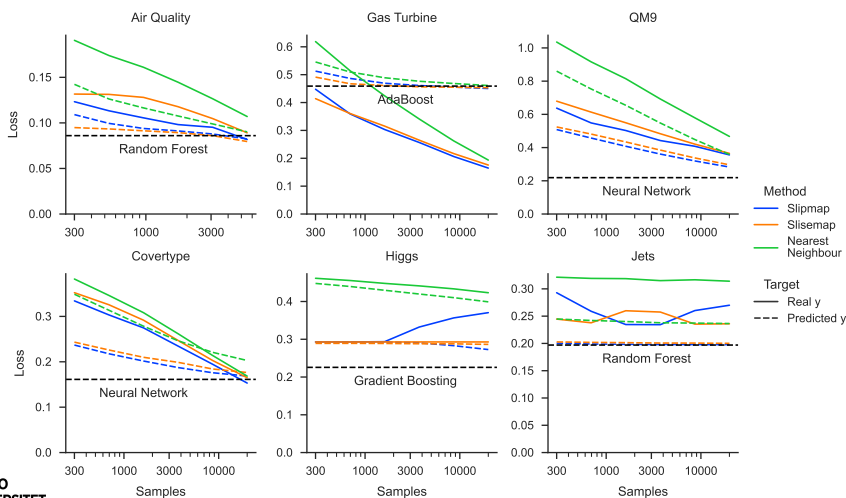 Air Quality
Gas Turbine
QM9
Loss
0.15
0.10
0.05
0.00
Random Forest
300
1000
3000
0.6
0.5
0.4
0.3
0.2
0.1
0.0
AdaBoost
300
1000
3000
10000
1.0
0.8
0.6
0.4
0.2
0.0
Neural Network
300
1000
3000
10000
Method
Slipmap
Slisemap
Nearest
Neighbour
Target
Real y
Predicted y
Covertype
Higgs
Jets
Loss
0.3
0.2
0.1
0.0
Neural Network
300
1000
3000
10000
Samples
0.4
0.3
0.2
0.1
0.0
Gradient Boosting
300
1000
3000
10000
Samples
0.30
0.25
0.20
0.15
0.10
0.05
0.00
Random Forest
300
1000
3000
10000
Samples